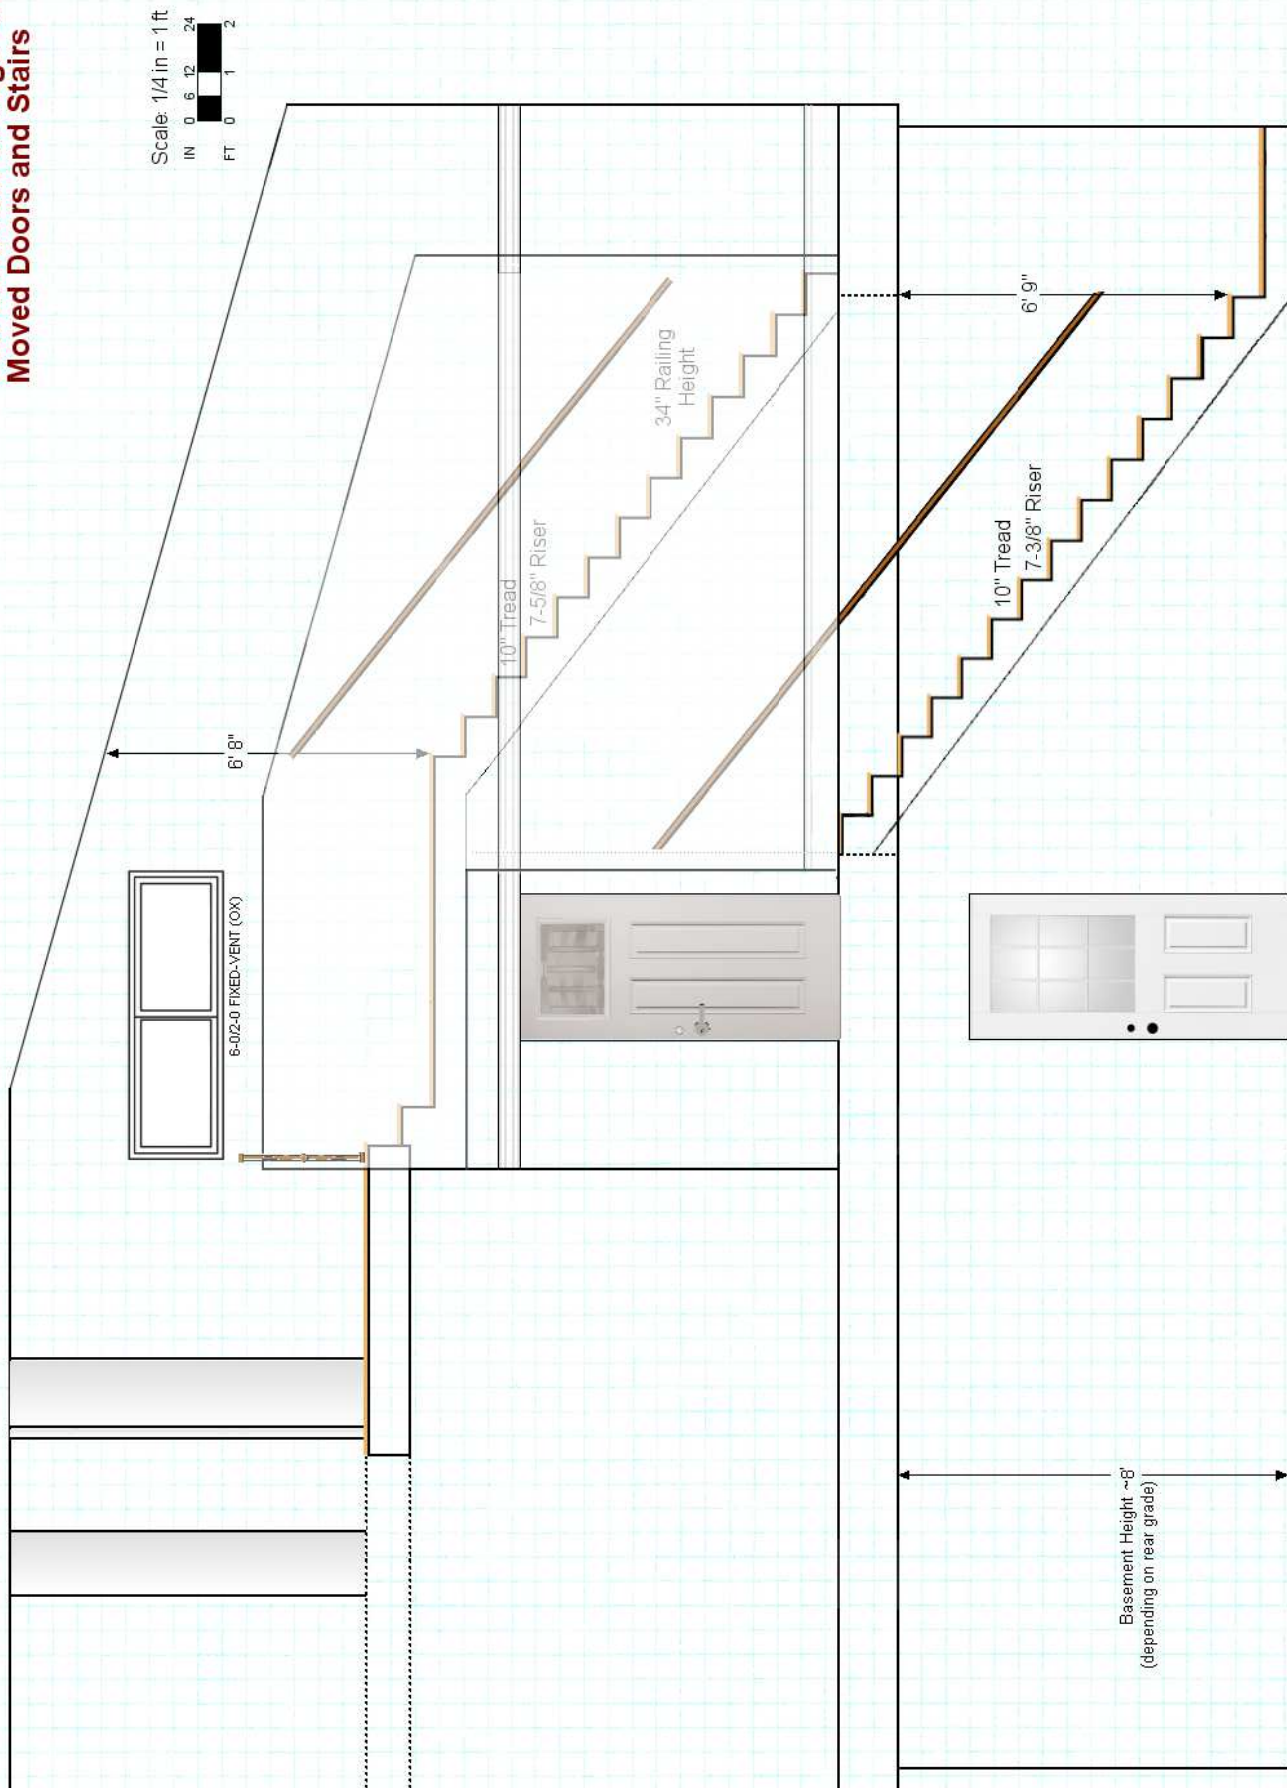 Moved Doors and Stairs
Scale: 1/4 in = 1 ft
IN 0 6 12 24
FT 0 1 2
6' 8"
6-0/2-0 FIXED-VENT (OX)
34" Railing
Height
10" Tread
7-5/8" Riser
6' 9"
10" Tread
7-3/8" Riser
Basement Height ~8'
(depending on rear grade)